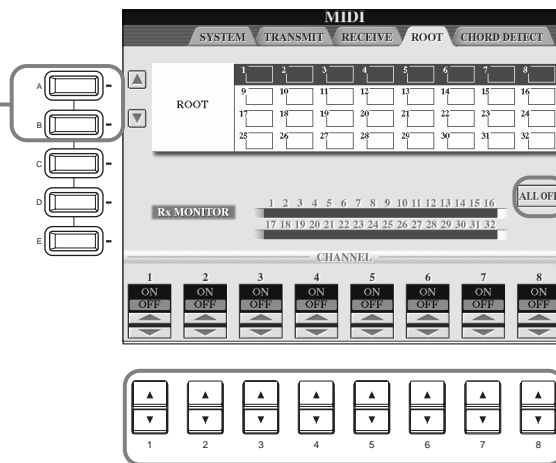 MIDI
SYSTEM TRANSMIT RECEIVE ROOT CHORD DETECT
A
B
C
D
E
ROOT
1 2 3 4 5 6 7 8
9 10 11 12 13 14 15 16
17 18 19 20 21 22 23 24
25 26 27 28 29 30 31 32
ALL OFF
Rx MONITOR
1 2 3 4 5 6 7 8 9 10 11 12 13 14 15 16
17 18 19 20 21 22 23 24 25 26 27 28 29 30 31 32
CHANNEL
1 2 3 4 5 6 7 8
ON ON ON ON ON ON ON ON
OFF OFF OFF OFF OFF OFF OFF OFF
1 2 3 4 5 6 7 8